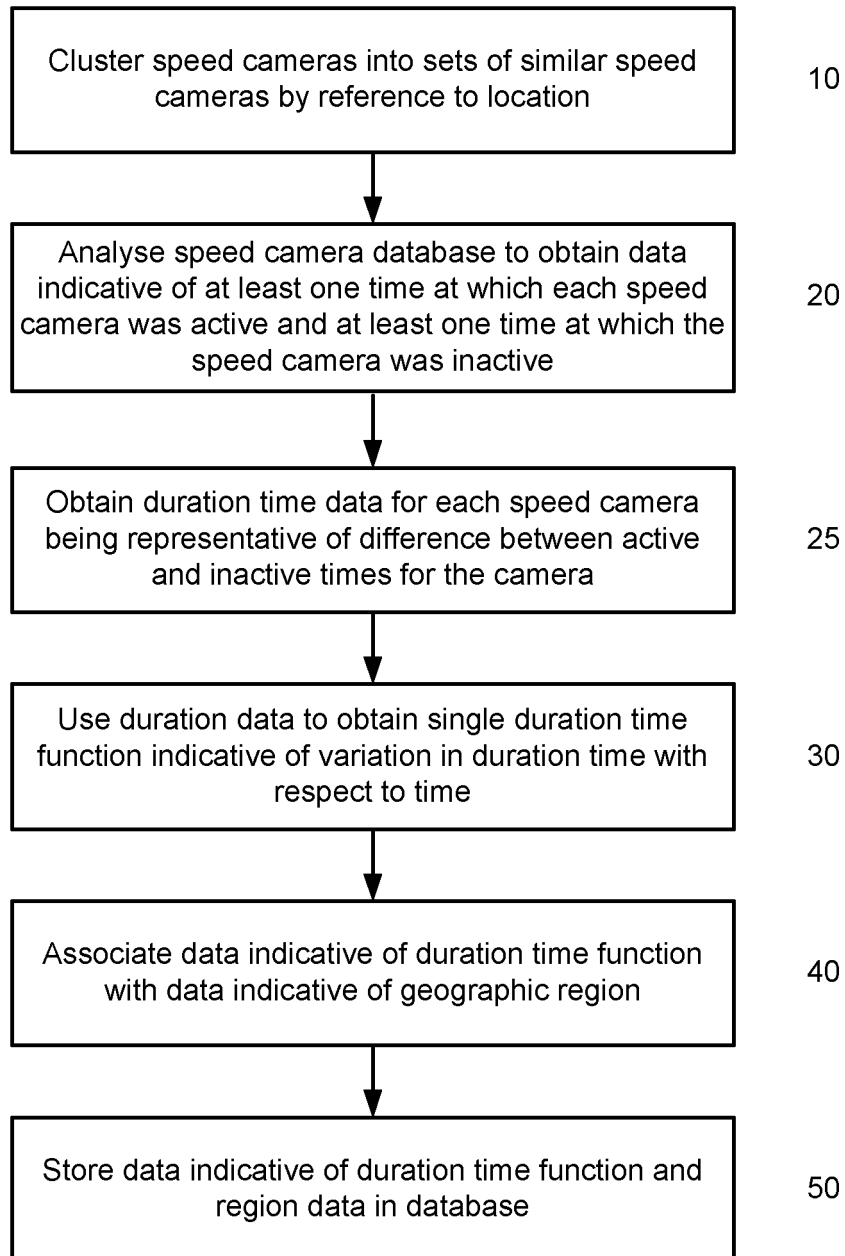 Cluster speed cameras into sets of similar speed
cameras by reference to location
10
Analyse speed camera database to obtain data
indicative of at least one time at which each speed
camera was active and at least one time at which the
speed camera was inactive
20
Obtain duration time data for each speed camera
being representative of difference between active
and inactive times for the camera
25
Use duration data to obtain single duration time
function indicative of variation in duration time with
respect to time
30
Associate data indicative of duration time function
with data indicative of geographic region
40
Store data indicative of duration time function and
region data in database
50